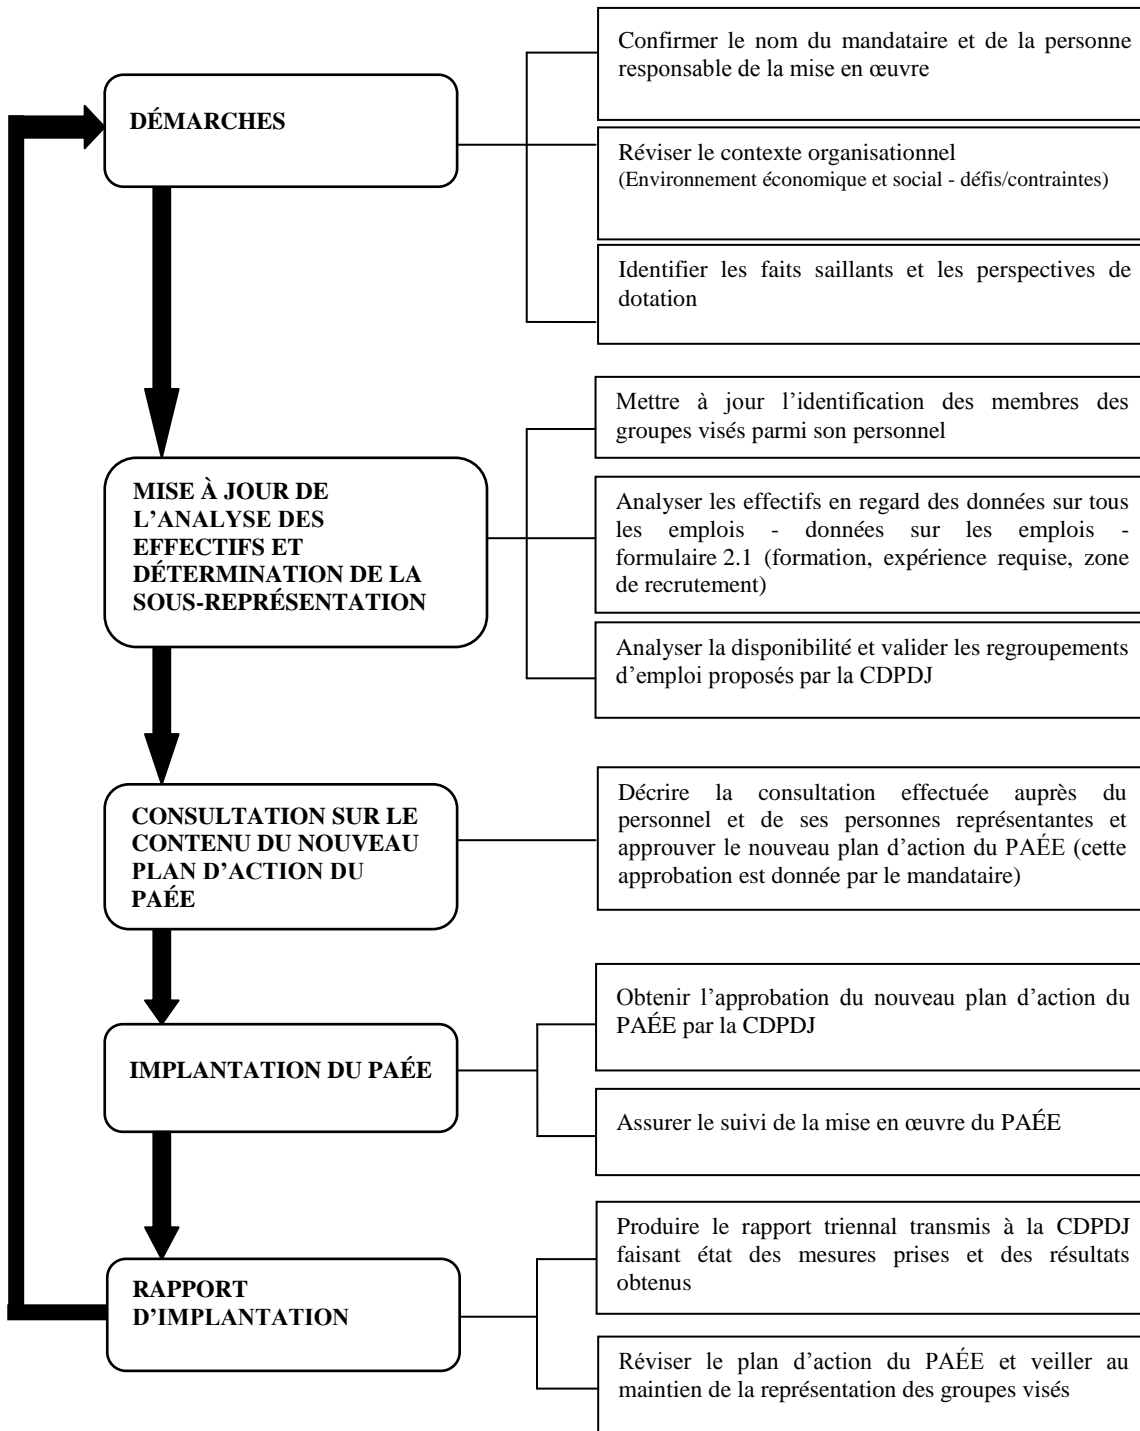 DÉMARCHES
Confirmer le nom du mandataire et de la personne
responsable de la mise en œuvre
Réviser le contexte organisationnel
(Environnement économique et social - défis/contraintes)
Identifier les faits saillants et les perspectives de
dotation
MISE À JOUR DE
L’ANALYSE DES
EFFECTIFS ET
DÉTERMINATION DE LA
SOUS-REPRÉSENTATION
Mettre à jour l’identification des membres des
groupes visés parmi son personnel
Analyser les effectifs en regard des données sur tous
les emplois - données sur les emplois -
formulaire 2.1 (formation, expérience requise, zone
de recrutement)
Analyser la disponibilité et valider les regroupements
d’emploi proposés par la CDPDJ
CONSULTATION SUR LE
CONTENU DU NOUVEAU
PLAN D’ACTION DU
PAÉE
Décrire la consultation effectuée auprès du
personnel et de ses personnes représentantes et
approuver le nouveau plan d’action du PAÉE (cette
approbation est donnée par le mandataire)
IMPLANTATION DU PAÉE
Obtenir l’approbation du nouveau plan d’action du
PAÉE par la CDPDJ
Assurer le suivi de la mise en œuvre du PAÉE
RAPPORT
D’IMPLANTATION
Produire le rapport triennal transmis à la CDPDJ
faisant état des mesures prises et des résultats
obtenus
Réviser le plan d’action du PAÉE et veiller au
maintien de la représentation des groupes visés